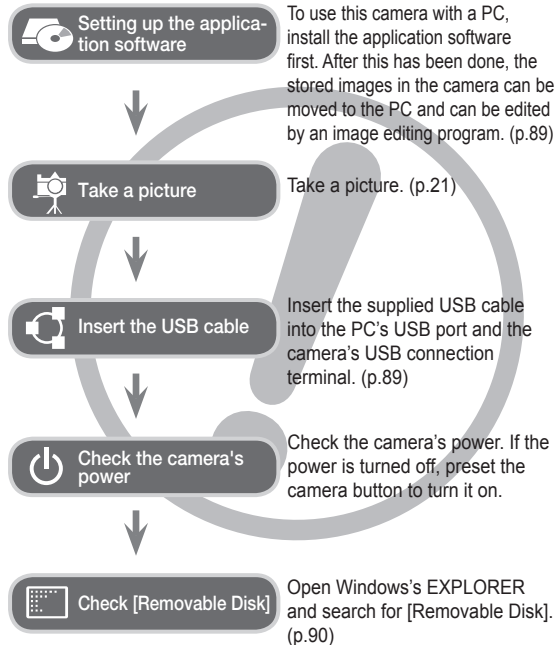 Setting up the applica-
tion software
To use this camera with a PC,
install the application software
first. After this has been done, the
stored images in the camera can be
moved to the PC and can be edited
by an image editing program. (p.89)
Take a picture
Take a picture. (p.21)
Insert the USB cable
Insert the supplied USB cable
into the PC’s USB port and the
camera’s USB connection
terminal. (p.89)
Check the camera's
power
Check the camera’s power. If the
power is turned off, preset the
camera button to turn it on.
Check [Removable Disk]
Open Windows’s EXPLORER
and search for [Removable Disk].
(p.90)